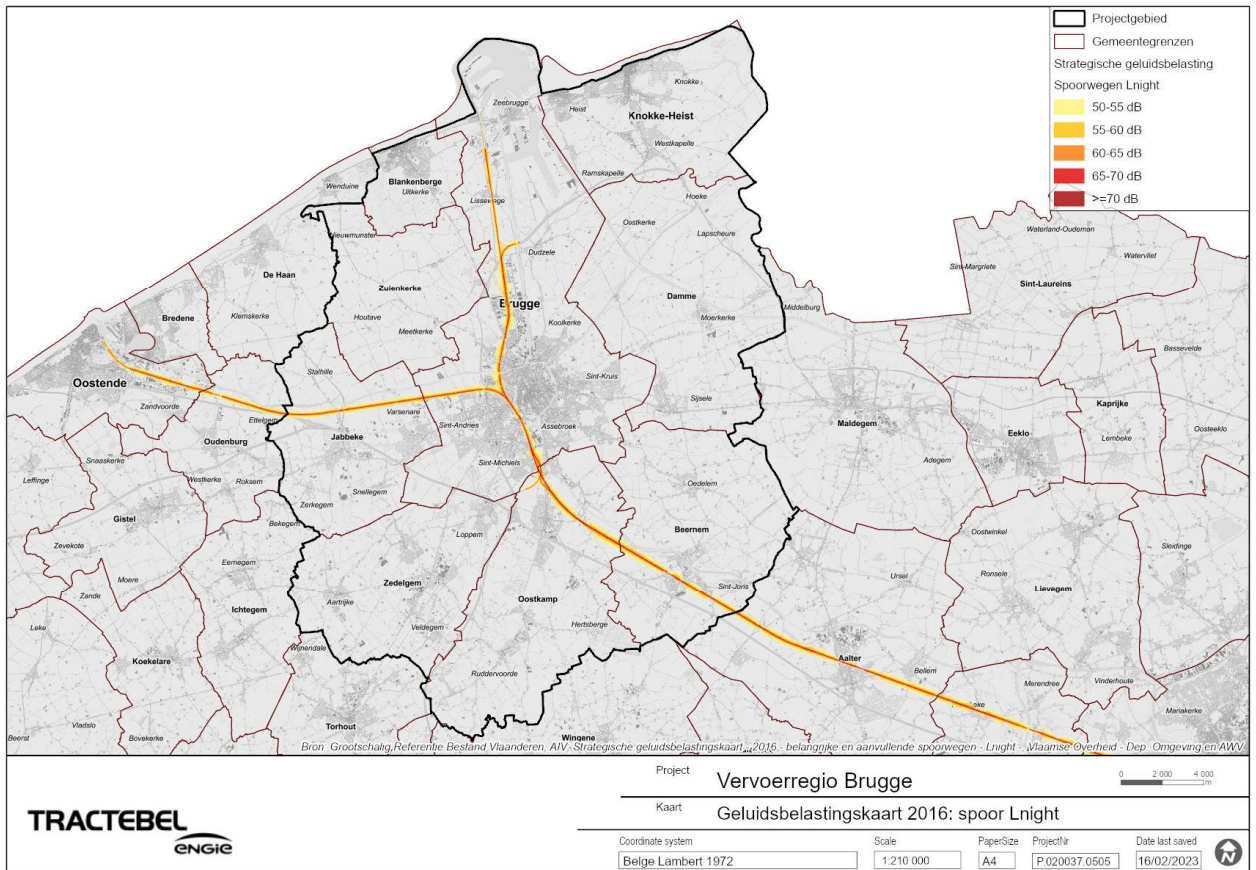 Projectgebied
Gemeentegrenzen
Strategische geluidsbelasting
Spoorwegen Lnight
50-55 dB
55-60 dB
60-65 dB
65-70 dB
>=70 dB
Knokke
Zeebrugge
Heist
Knokke-Heist
Westkapelle
Wenduine
Blankenberge
Uitkerke
Ramskapelle
Lissewege
Hoeke
Oostkerke
Lapscheure
Nieuwmunster
Dudzele
Waterland-Oudeman
Watervliet
Sint-Margriete
Sint-Laureins
De Haan
Zuienkerke
Damme
Brugge
Middelburg
Bredene
Klemskerke
Houtave
Meetkerke
Koolkerke
Moerkerke
Bassevelde
Oostende
Stalhille
Sint-Kruis
Zandvoorde
Ettelgem
Varsenare
Sijsele
Kaprijke
Oudenburg
Jabbeke
Sint-Andries
Assebroek
Maldegem
Eeklo
Lembeke
Oosteeklo
Snaaskerke
Sint-Michiels
Adegem
Leffinge
Westkerke
Roksem
Snellegem
Oedelem
Gistel
Zerkegem
Bekegem
Beernem
Oostwinkel
Zevekote
Loppem
Sleidinge
Eernegem
Moere
Zande
Zedelgem
Ursel
Ronsele
Lievegem
Ichtegem
Aartrijke
Oostkamp
Sint-Joris
Leke
Veldegem
Hertsberge
Koekelare
Wijnendale
Aalter
Bellem
Ruddervoorde
Merendree
Vinderhoute
Vladslo
Torhout
Mariakerke
Beerst
Bovekerke
Wingene
Bron: Grootschalig Referentie Bestand Vlaanderen, AIV-Strategische geluidsbelastingskaart, 2016 - belangrijke en aanvullende spoorwegen - Lnight -, Vlaamse Overheid - Dep. Omgeving en AWV
Project Vervoerregio Brugge
0 2 000 4 000
m
Kaart Geluidsbelastingskaart 2016: spoor Lnight
TRACTEBEL
ENGIE
Coordinate system Scale PaperSize ProjectNr Date last saved
Belge Lambert 1972 1:210 000 A4 P.020037.0505 16/02/2023
N